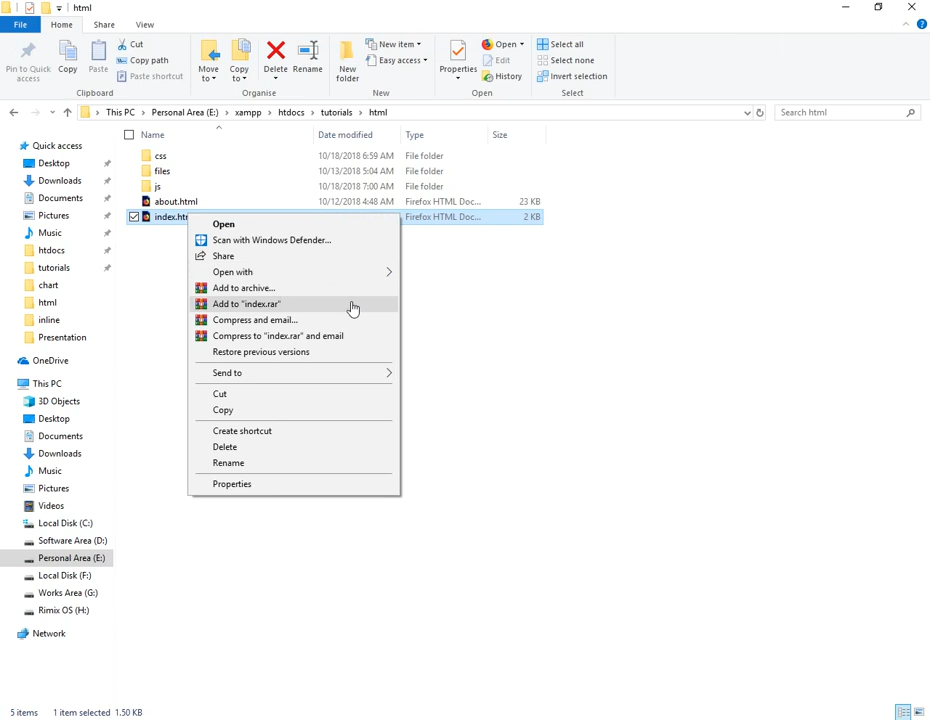 html
File Home Share View
Pin to Quick access
Copy
Paste
Cut
Copy path
Paste shortcut
Clipboard
Move to
Copy to
Delete
Rename
Organise
New folder
New item
Easy access
New
Properties
Open
Edit
History
Open
Select all
Select none
Invert selection
Select
This PC > Personal Area (E:) > xampp > htdocs > tutorials > html
Search html
Name Date modified Type Size
css 10/18/2018 6:59 AM File folder
files 10/13/2018 5:04 AM File folder
js 10/18/2018 7:00 AM File folder
about.html 10/12/2018 4:48 AM Firefox HTML Doc... 23 KB
Firefox HTML Doc... 2 KB
Open
Scan with Windows Defender...
Share
Open with
Add to archive...
Add to "index.rar"
Compress and email...
Compress to "index.rar" and email
Restore previous versions
Send to
Cut
Copy
Create shortcut
Delete
Rename
Properties
Quick access
Desktop
Downloads
Documents
Pictures
Music
htdocs
tutorials
chart
html
inline
Presentation
OneDrive
This PC
3D Objects
Desktop
Documents
Downloads
Music
Pictures
Videos
Local Disk (C:)
Software Area (D:)
Personal Area (E:)
Local Disk (F:)
Works Area (G:)
Rimix OS (H:)
Network
5 items 1 item selected 1.50 KB